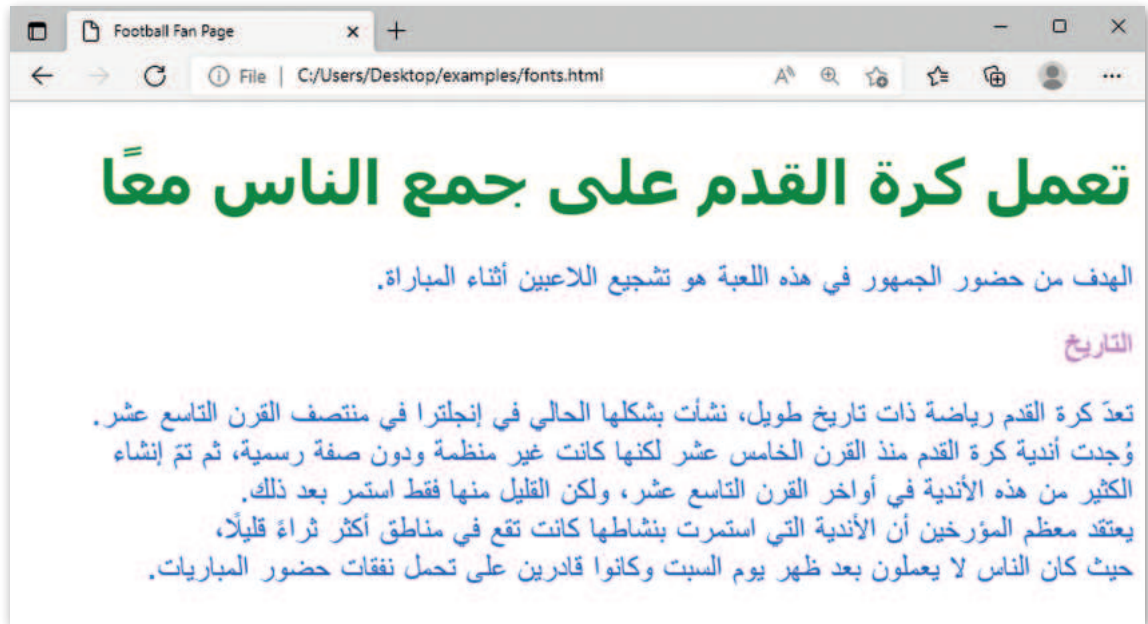 Football Fan Page
File | C:/Users/Desktop/examples/fonts.html
تعمل كرة القدم على جمع الناس معًا
الهدف من حضور الجمهور في هذه اللعبة هو تشجيع اللاعبين أثناء المباراة.
التاريخ
تعدّ كرة القدم رياضة ذات تاريخ طويل، نشأت بشكلها الحالي في إنجلترا في منتصف القرن التاسع عشر.
وُجدت أندية كرة القدم منذ القرن الخامس عشر لكنها كانت غير منظمة ودون صفة رسمية، ثم تمّ إنشاء
الكثير من هذه الأندية في أواخر القرن التاسع عشر، ولكن القليل منها فقط استمر بعد ذلك.
يعتقد معظم المؤرخين أن الأندية التي استمرت بنشاطها كانت تقع في مناطق أكثر ثراءً قليلًا،
حيث كان الناس لا يعملون بعد ظهر يوم السبت وكانوا قادرين على تحمل نفقات حضور المباريات.